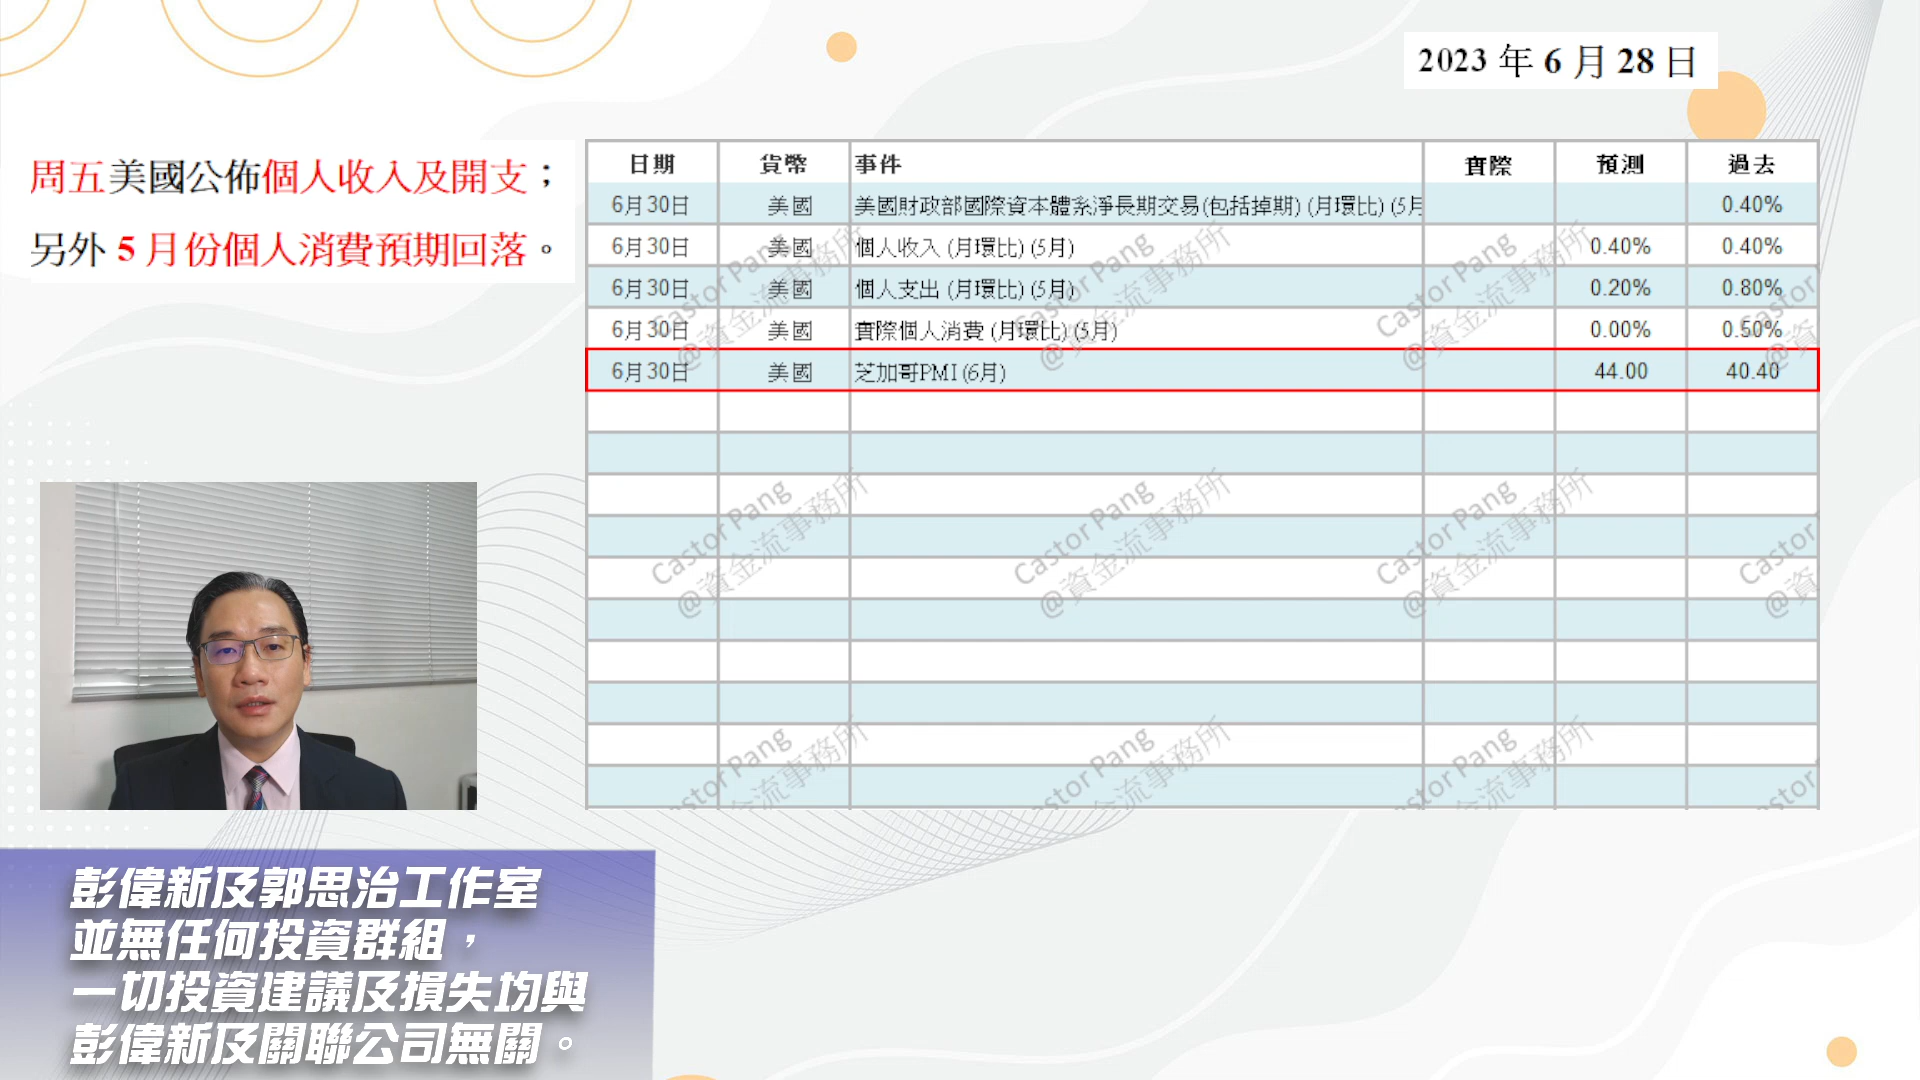 2023 年 6 月 28 日
周五美國公佈個人收入及開支；
另外 5 月份個人消費預期回落。
日期 貨幣 事件 實際 預測 過去
6月30日 美國 美國財政部國際資本體系淨長期交易(包括掉期) (月環比) (5月 0.40%
6月30日 美國 個人收入 (月環比) (5月) 0.40% 0.40%
6月30日 美國 個人支出 (月環比) (5月) 0.20% 0.80%
6月30日 美國 實際個人消費 (月環比) (5月) 0.00% 0.50%
6月30日 美國 芝加哥PMI (6月) 44.00 40.40
Castor Pang
@資金流事務所
彭偉新及郭思治工作室
並無任何投資群組，
一切投資建議及損失均與
彭偉新及關聯公司無關。